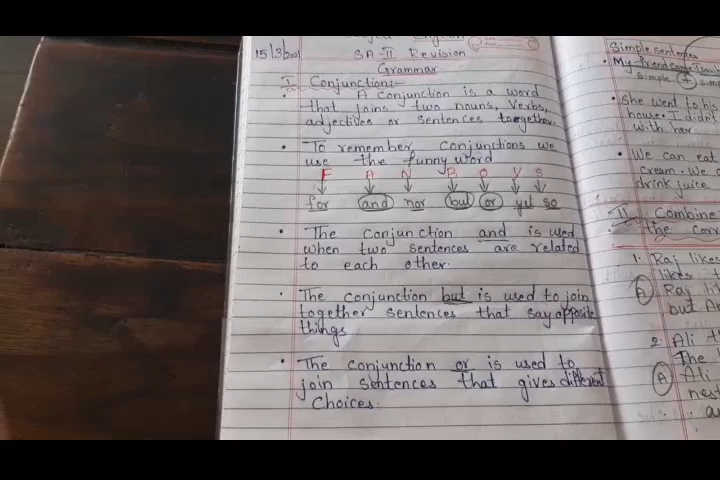 15/3/2021
SA-II Revision
Grammar
I Conjunction:-
• A conjunction is a word
that joins two nouns, verbs,
adjectives or sentences together.
• To remember conjunctions we
use the funny word
F A N B O Y S
for and nor but or yet so
• The conjunction and is used
when two sentences are related
to each other.
• The conjunction but is used to join
together sentences that say opposite
things
• The conjunction or is used to
join sentences that gives different
choices.
Simple sentences
• My friend came
simple
• She went to his
house. I didn't
with her.
• We can eat
cream. We
drink juice
II Combine
the corr
1. Raj likes
likes
A Raj li
but
2. Ali
The
A Ali
nest